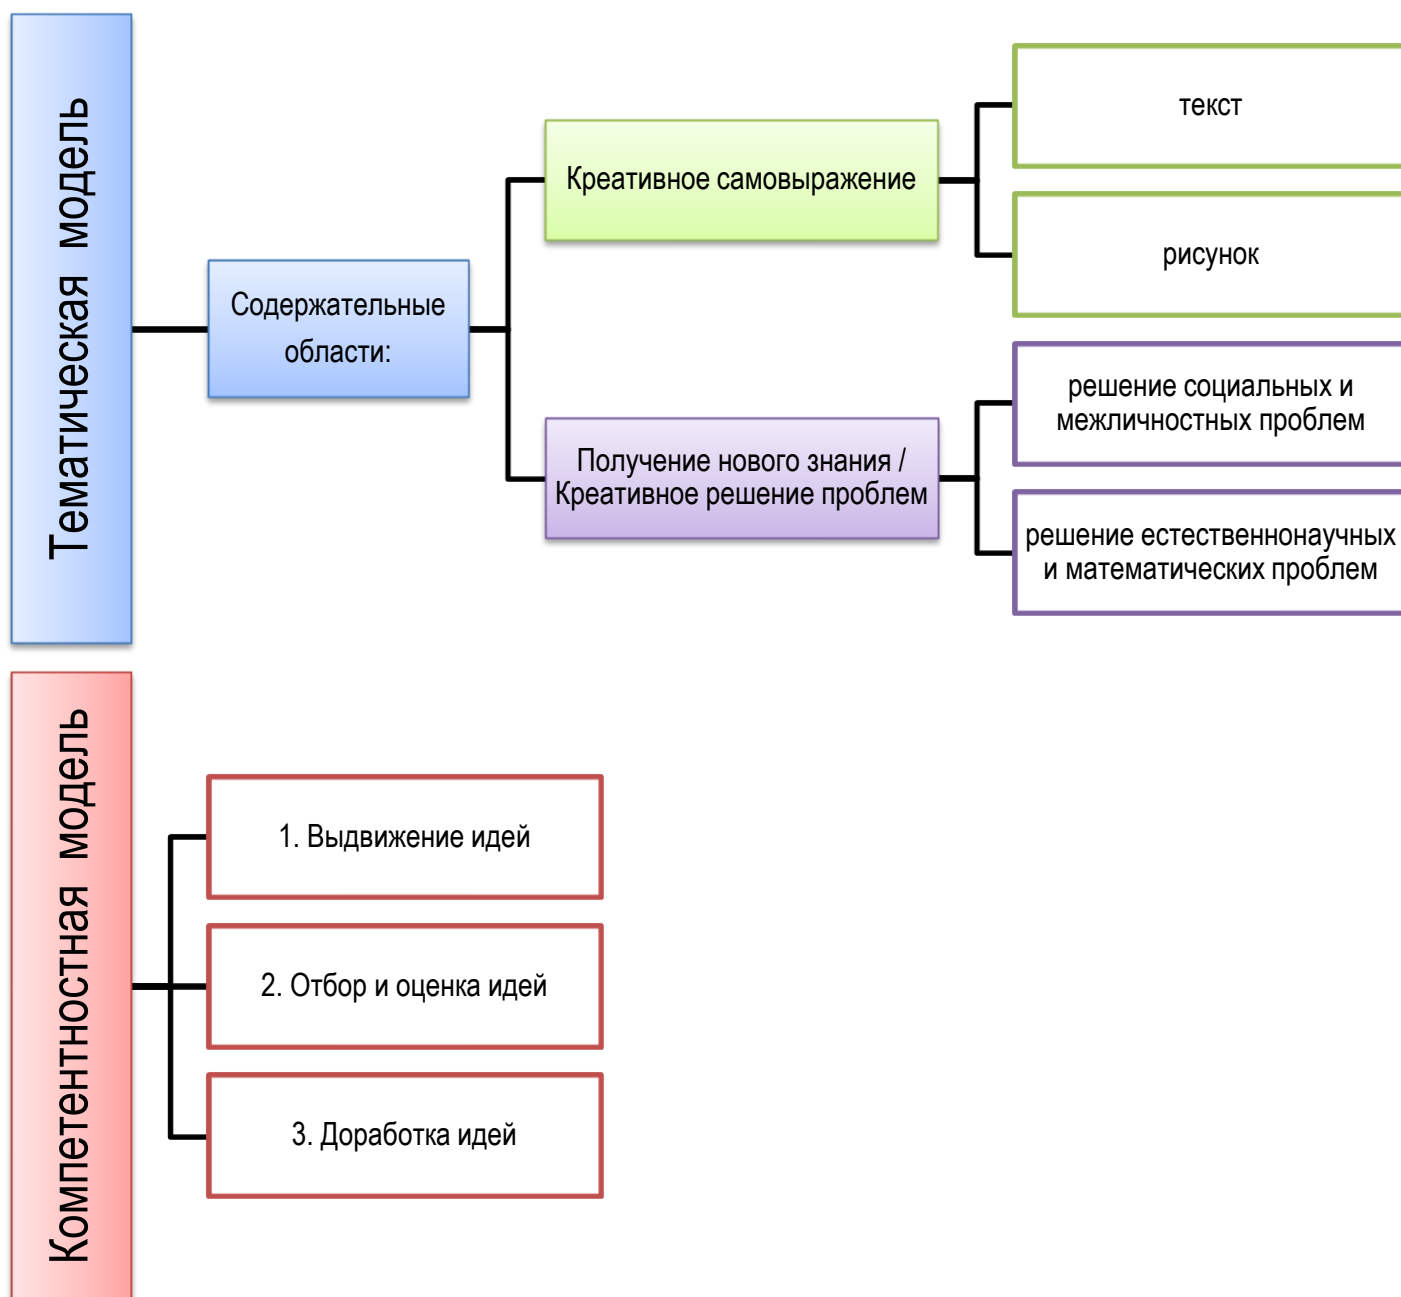 Тематическая модель
Содержательные
области:
Креативное самовыражение
текст
рисунок
Получение нового знания /
Креативное решение проблем
решение социальных и
межличностных проблем
решение естественнонаучных
и математических проблем
Компетентностная модель
1. Выдвижение идей
2. Отбор и оценка идей
3. Доработка идей